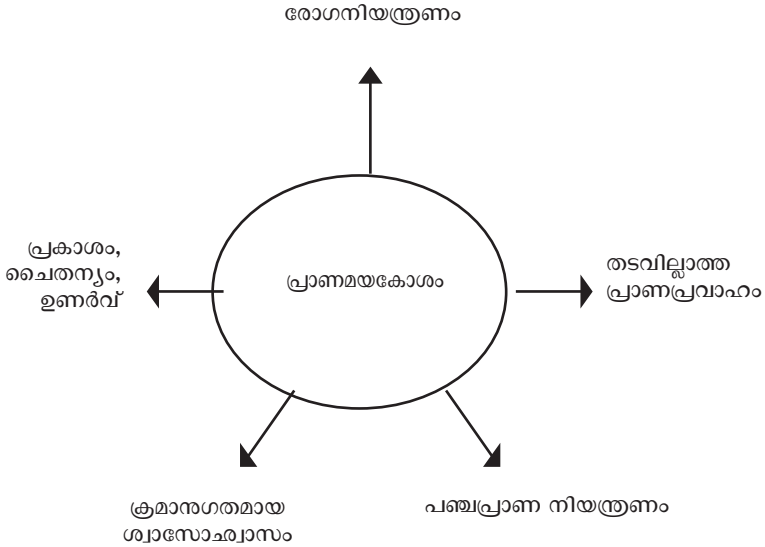 രോഗനിയന്ത്രണം
പ്രകാശം,
ചൈതന്യം,
ഉണർവ്
പ്രാണമയകോശം
തടവില്ലാത്ത
പ്രാണപ്രവാഹം
ക്രമാനുഗതമായ
ശ്വാസോഛ്വാസം
പഞ്ചപ്രാണ നിയന്ത്രണം